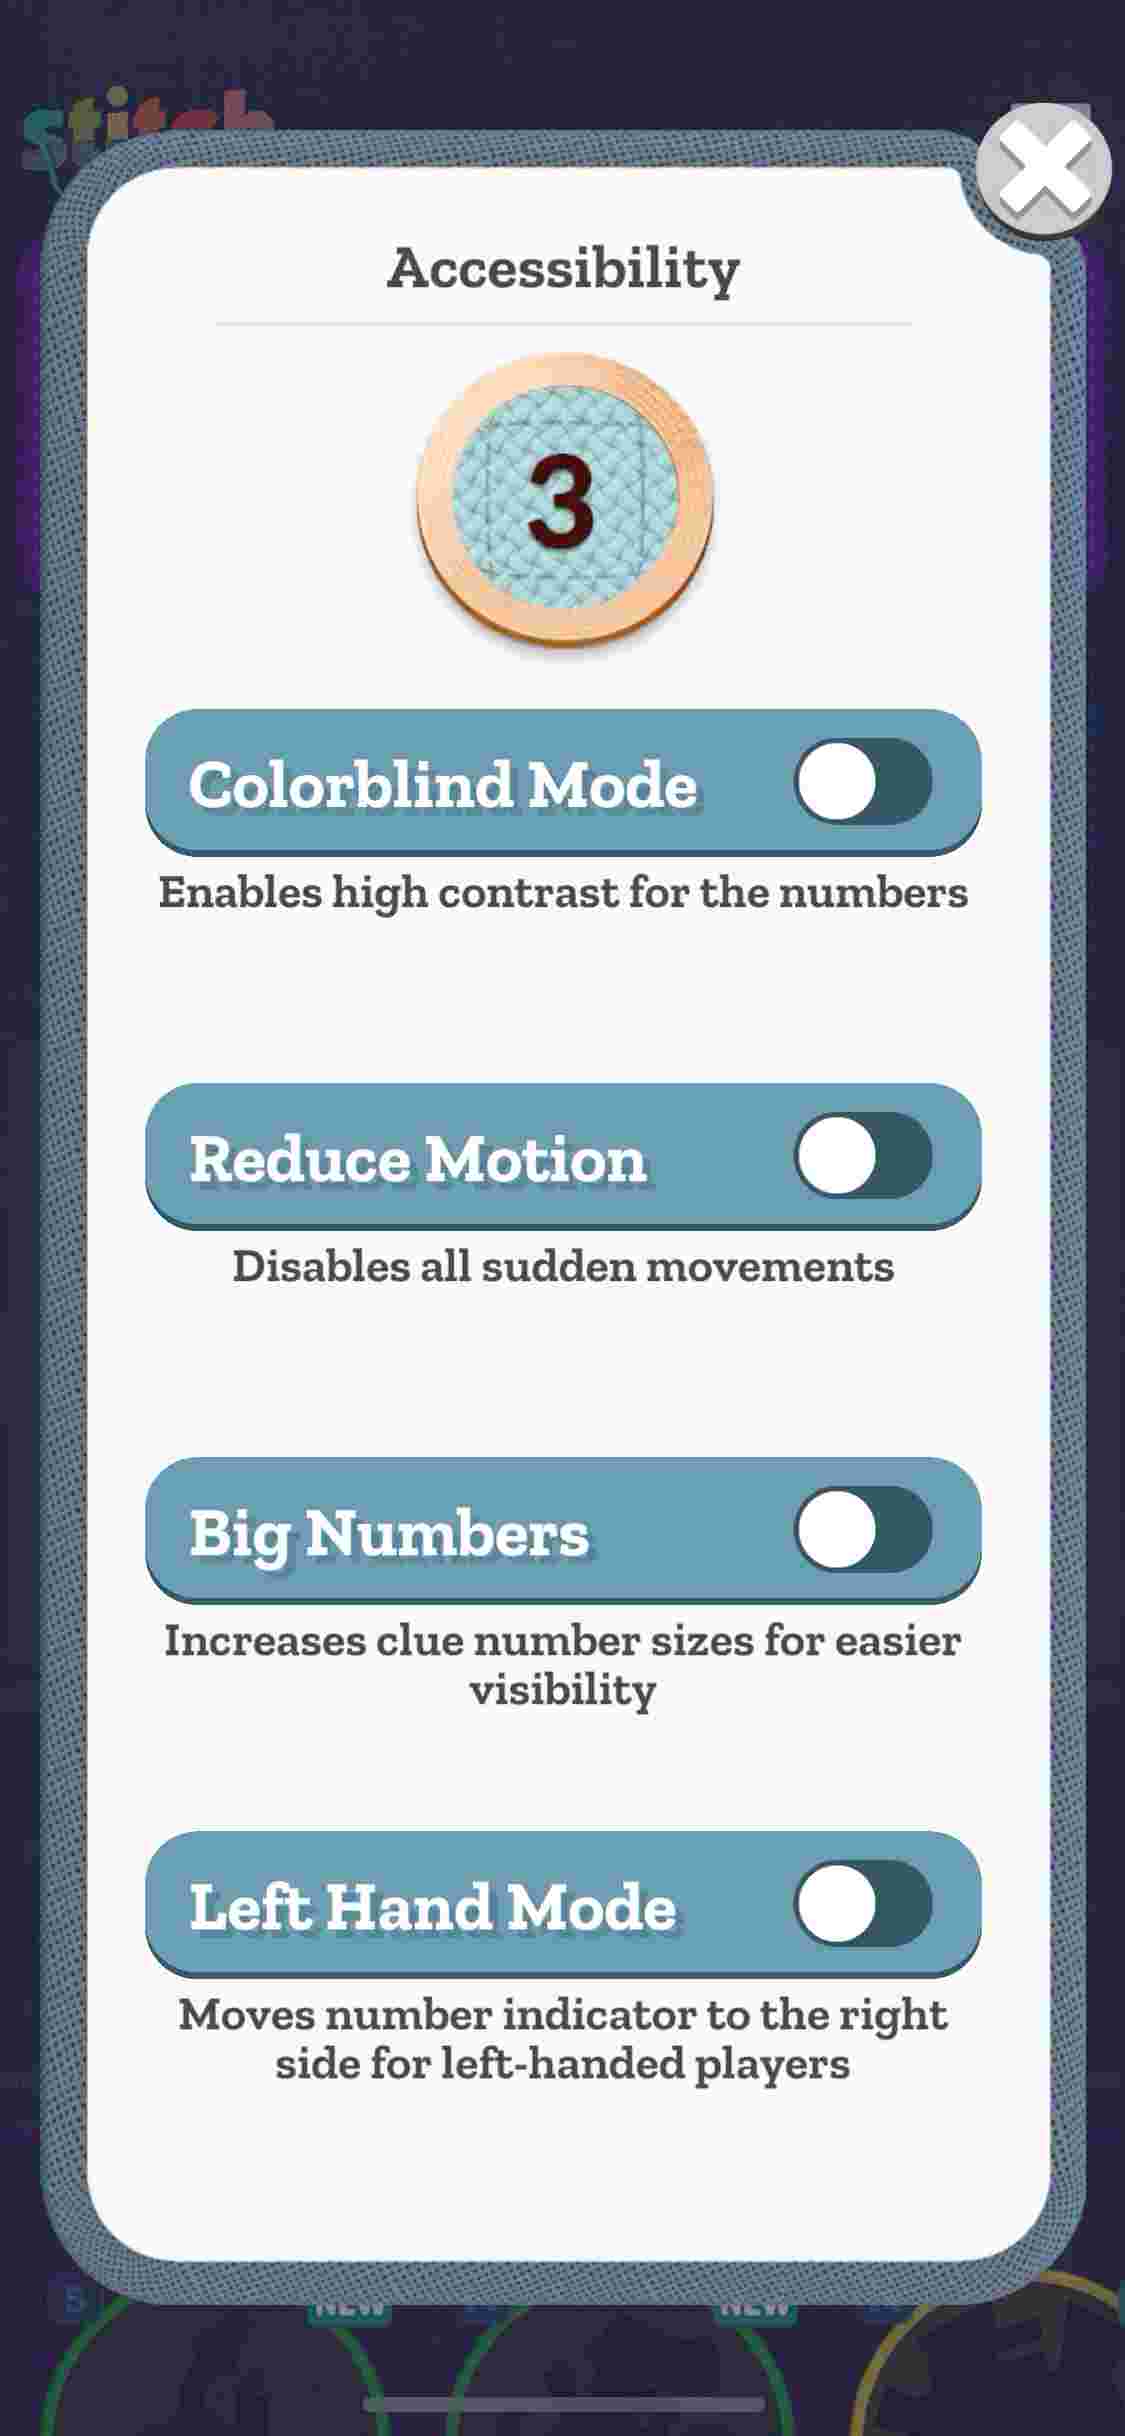 stitch
Accessibility
3
Colorblind Mode
Enables high contrast for the numbers
Reduce Motion
Disables all sudden movements
Big Numbers
Increases clue number sizes for easier
visibility
Left Hand Mode
Moves number indicator to the right
side for left-handed players
NEW NEW